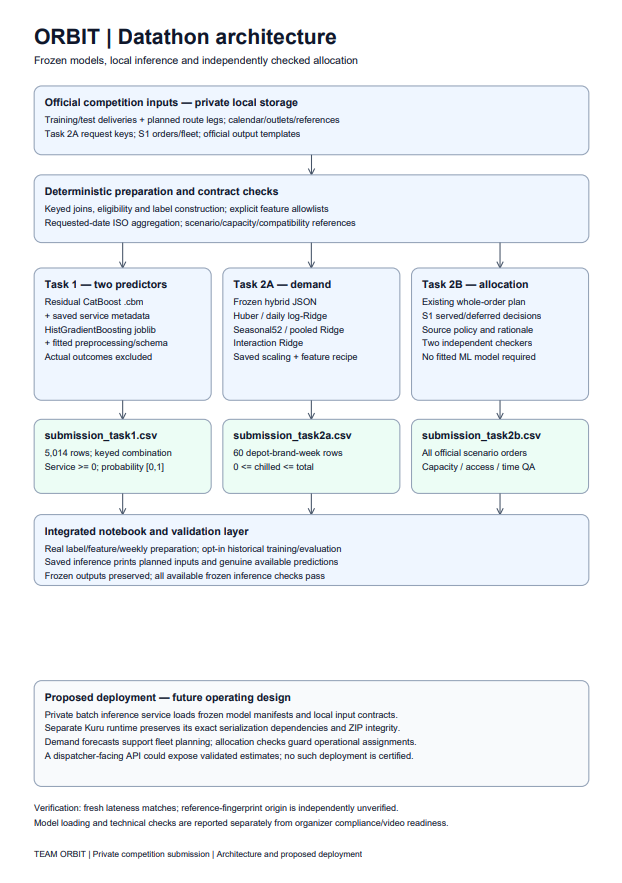 ORBIT | Datathon architecture
Frozen models, local inference and independently checked allocation
Official competition inputs — private local storage
Training/test deliveries + planned route legs; calendar/outlets/references
Task 2A request keys; S1 orders/fleet; official output templates
Deterministic preparation and contract checks
Keyed joins, eligibility and label construction; explicit feature allowlists
Requested-date ISO aggregation; scenario/capacity/compatibility references
Task 1 — two predictors
Residual CatBoost .cbm
+ saved service metadata
HistGradientBoosting joblib
+ fitted preprocessing/schema
Actual outcomes excluded
Task 2A — demand
Frozen hybrid JSON
Huber / daily log-Ridge
Seasonal52 / pooled Ridge
Interaction Ridge
Saved scaling + feature recipe
Task 2B — allocation
Existing whole-order plan
S1 served/deferred decisions
Source policy and rationale
Two independent checkers
No fitted ML model required
submission_task1.csv
5,014 rows; keyed combination
Service >= 0; probability [0,1]
submission_task2a.csv
60 depot-brand-week rows
0 <= chilled <= total
submission_task2b.csv
All official scenario orders
Capacity / access / time QA
Integrated notebook and validation layer
Real label/feature/weekly preparation; opt-in historical training/evaluation
Saved inference prints planned inputs and genuine available predictions
Frozen outputs preserved; all available frozen inference checks pass
Proposed deployment — future operating design
Private batch inference service loads frozen model manifests and local input contracts.
Separate Kuru runtime preserves its exact serialization dependencies and ZIP integrity.
Demand forecasts support fleet planning; allocation checks guard operational assignments.
A dispatcher-facing API could expose validated estimates; no such deployment is certified.
Verification: fresh lateness matches; reference-fingerprint origin is independently unverified.
Model loading and technical checks are reported separately from organizer compliance/video readiness.
TEAM ORBIT | Private competition submission | Architecture and proposed deployment